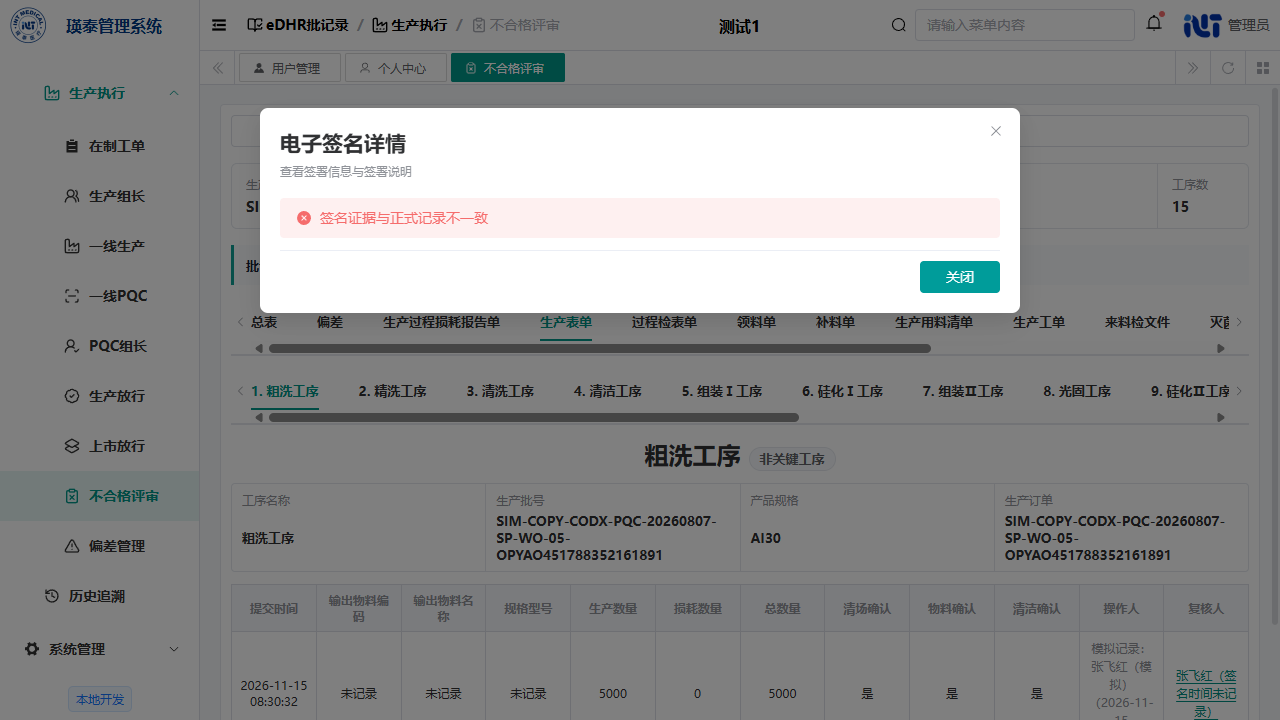 瑛泰管理系统
eDHR批记录 / 生产执行 / 不合格评审
测试1
请输入菜单内容
管理员
用户管理
个人中心
不合格评审
生产执行
在制工单
生产组长
一线生产
一线PQC
PQC组长
生产放行
上市放行
不合格评审
偏差管理
历史追溯
系统管理
本地开发
电子签名详情
查看签署信息与签署说明
签名证据与正式记录不一致
关闭
工序数
15
总表 偏差 生产过程损耗报告单 生产表单 过程检表单 领料单 补料单 生产用料清单 生产工单 来料检文件
1. 粗洗工序 2. 精洗工序 3. 清洗工序 4. 清洁工序 5. 组装Ⅰ工序 6. 硅化Ⅰ工序 7. 组装Ⅱ工序 8. 光固工序 9. 硅化Ⅱ工序
粗洗工序 非关键工序
工序名称 生产批号 产品规格 生产订单
粗洗工序
SIM-COPY-CODX-PQC-20260807-
SP-WO-05-
OPYAO451788352161891
AI30
SIM-COPY-CODX-PQC-20260807-
SP-WO-05-
OPYAO451788352161891
提交时间 输出物料编码 输出物料名称 规格型号 生产数量 损耗数量 总数量 清场确认 物料确认 清洁确认 操作人 复核人
2026-11-15
08:30:32
未记录 未记录 未记录 5000 0 5000 是 是 是
模拟记录：
张飞红（模
拟）
（2026-11-
张飞红（签
名时间未记
录）